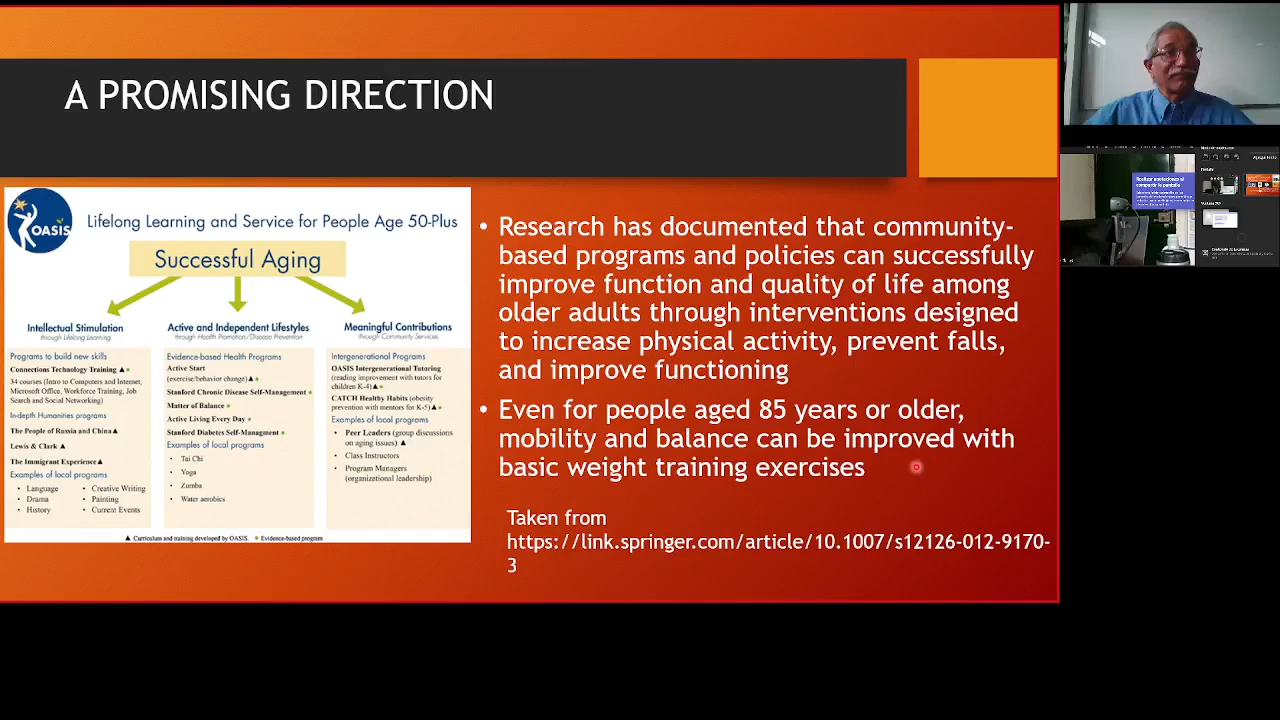 A PROMISING DIRECTION
OASIS
Lifelong Learning and Service for People Age 50-Plus
Successful Aging
Intellectual Stimulation
through Lifelong Learning
Programs to build new skills
Connections Technology Training ▲●
34 courses (Intro to Computers and Internet,
Microsoft Office, Workforce Training, Job
Search and Social Networking)
In-depth Humanities programs
The People of Russia and China▲
Lewis & Clark ▲
The Immigrant Experience▲
Examples of local programs
• Language
• Drama
• History
• Creative Writing
• Painting
• Current Events
Active and Independent Lifestyles
through Health Promotion/Disease Prevention
Evidence-based Health Programs
Active Start
(exercise/behavior change)▲●
Stanford Chronic Disease Self-Management ●
Matter of Balance ●
Active Living Every Day ●
Stanford Diabetes Self-Managment ●
Examples of local programs
• Tai Chi
• Yoga
• Zumba
• Water aerobics
Meaningful Contributions
through Community Services
Intergenerational Programs
OASIS Intergenerational Tutoring
(reading improvement with tutors for
children K-4)▲●
CATCH Healthy Habits (obesity
prevention with mentors for K-5)▲●
Examples of local programs
• Peer Leaders (group discussions
on aging issues) ▲
• Class Instructors
• Program Managers
(organizational leadership)
▲ Curriculum and training developed by OASIS. ● Evidence-based program
• Research has documented that community-
based programs and policies can successfully
improve function and quality of life among
older adults through interventions designed
to increase physical activity, prevent falls,
and improve functioning
• Even for people aged 85 years or older,
mobility and balance can be improved with
basic weight training exercises
Taken from
https://link.springer.com/article/10.1007/s12126-012-9170-
3
Realizar anotaciones al
compartir la pantalla